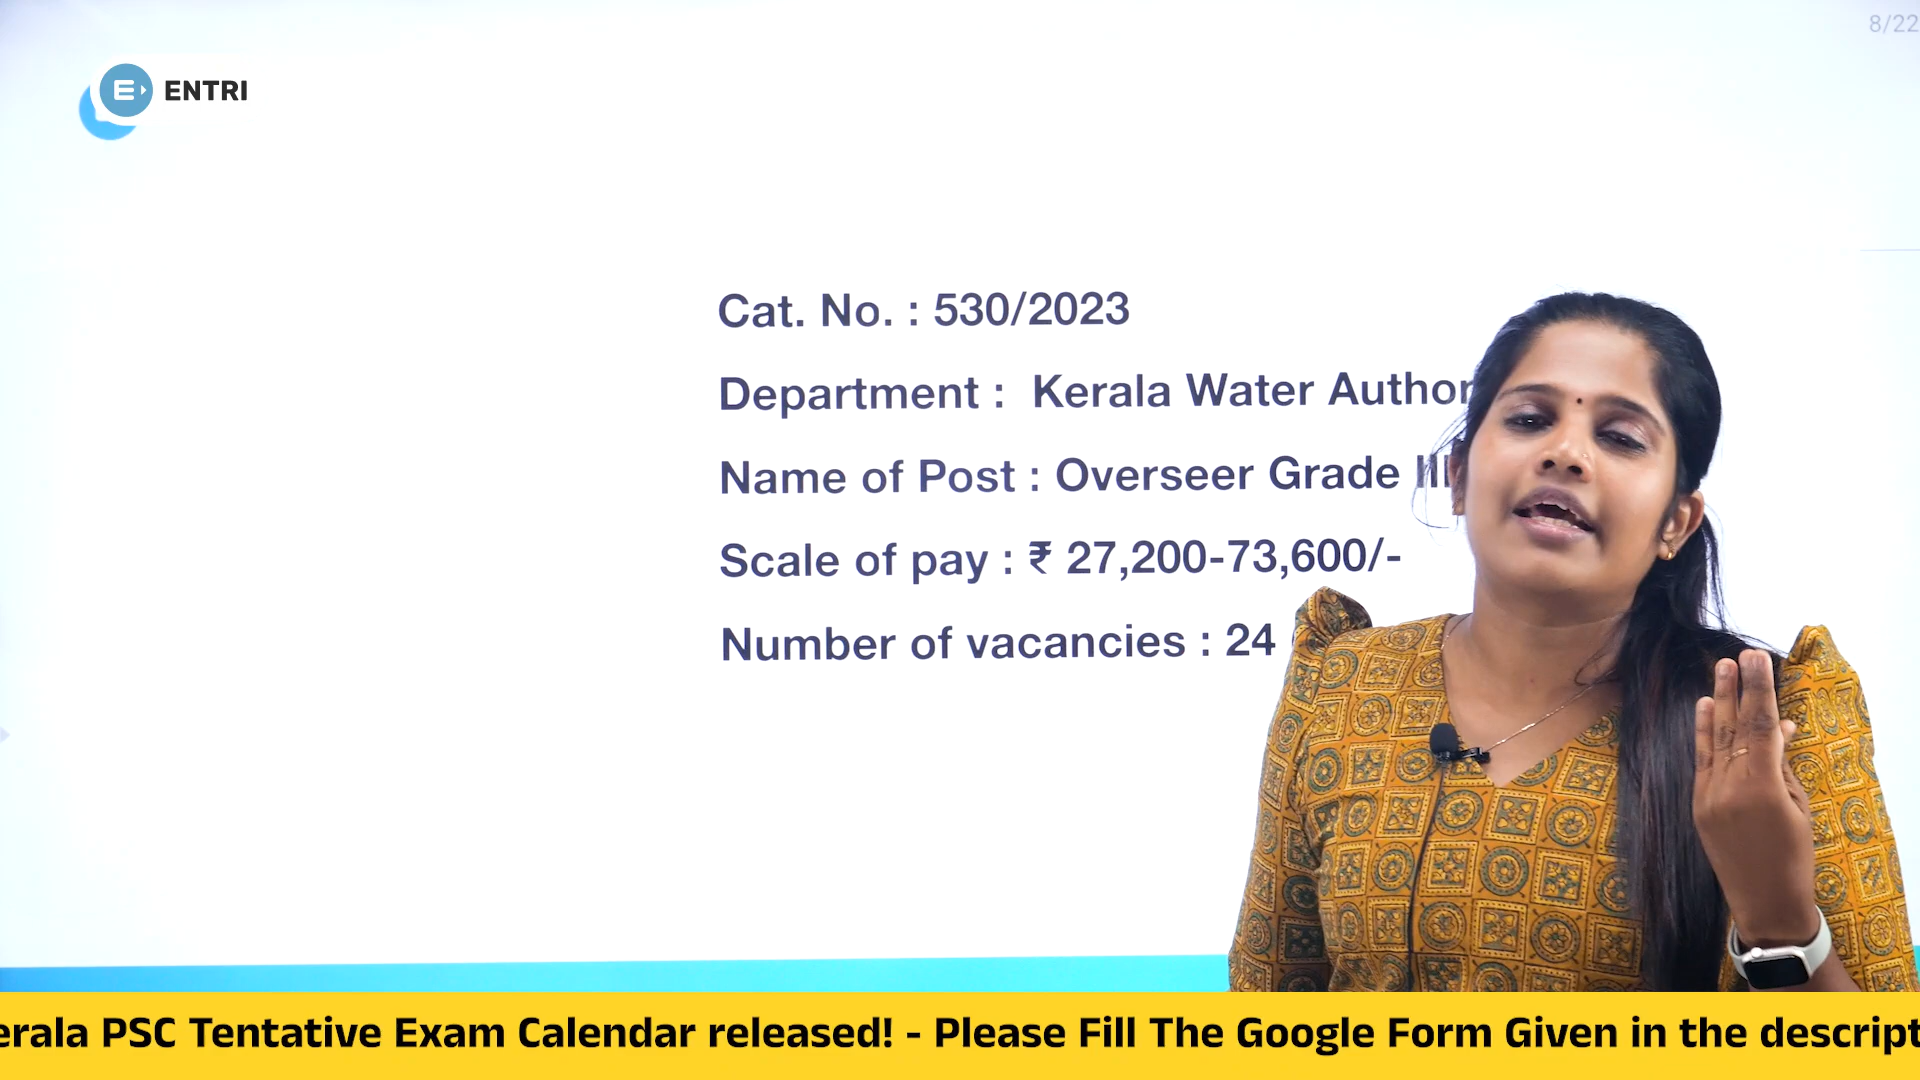 8/22
ENTRI
Cat. No. : 530/2023
Department : Kerala Water Author
Name of Post : Overseer Grade III
Scale of pay : ₹ 27,200-73,600/-
Number of vacancies : 24
erala PSC Tentative Exam Calendar released! - Please Fill The Google Form Given in the descript